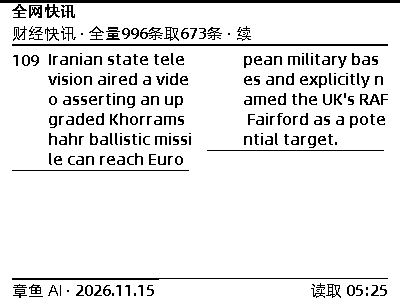 全网快讯
财经快讯 · 全量996条取673条 · 续
109 Iranian state tele
vision aired a vide
o asserting an up
graded Khorrams
hahr ballistic missi
le can reach Euro
pean military bas
es and explicitly n
amed the UK's RAF
Fairford as a pote
ntial target.
章鱼 AI · 2026.11.15
读取 05:25